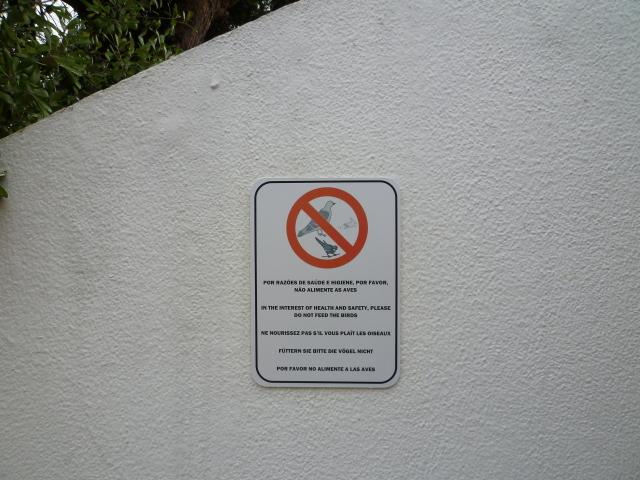 POR RAZÕES DE SAÚDE E HIGIENE, POR FAVOR,
NÃO ALIMENTE AS AVES
IN THE INTEREST OF HEALTH AND SAFETY, PLEASE
DO NOT FEED THE BIRDS
NE NOURISSEZ PAS S'IL VOUS PLAÎT LES OISEAUX
FÜTTERN SIE BITTE DIE VÖGEL NICHT
POR FAVOR NO ALIMENTE A LAS AVES